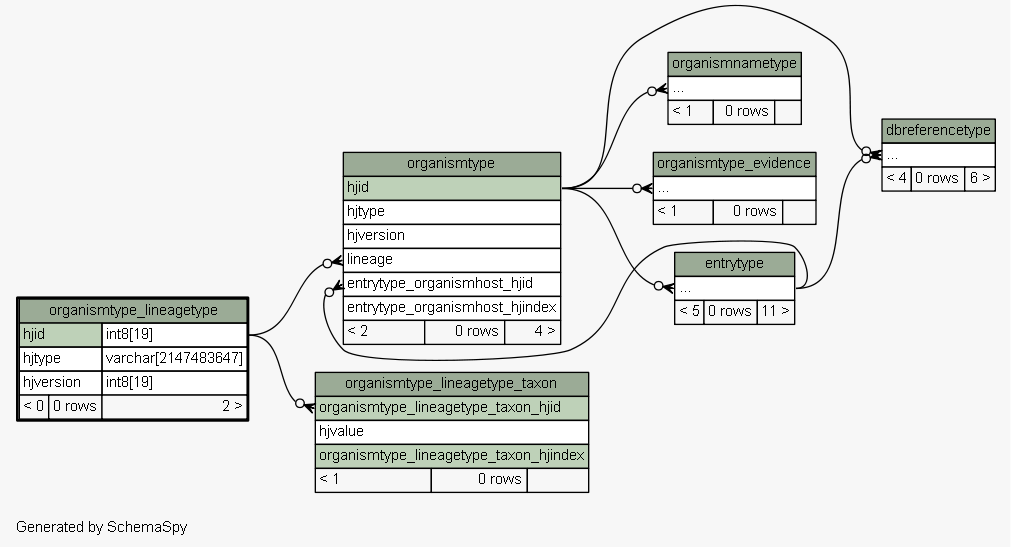 organismnametype
...
< 1 0 rows
dbreferencetype
...
< 4 0 rows 6 >
organismtype
hjid
hjtype
hjversion
lineage
entrytype_organismhost_hjid
entrytype_organismhost_hjindex
< 2 0 rows 4 >
organismtype_evidence
...
< 1 0 rows
entrytype
...
< 5 0 rows 11 >
organismtype_lineagetype
hjid int8[19]
hjtype varchar[2147483647]
hjversion int8[19]
< 0 0 rows 2 >
organismtype_lineagetype_taxon
organismtype_lineagetype_taxon_hjid
hjvalue
organismtype_lineagetype_taxon_hjindex
< 1 0 rows
Generated by SchemaSpy